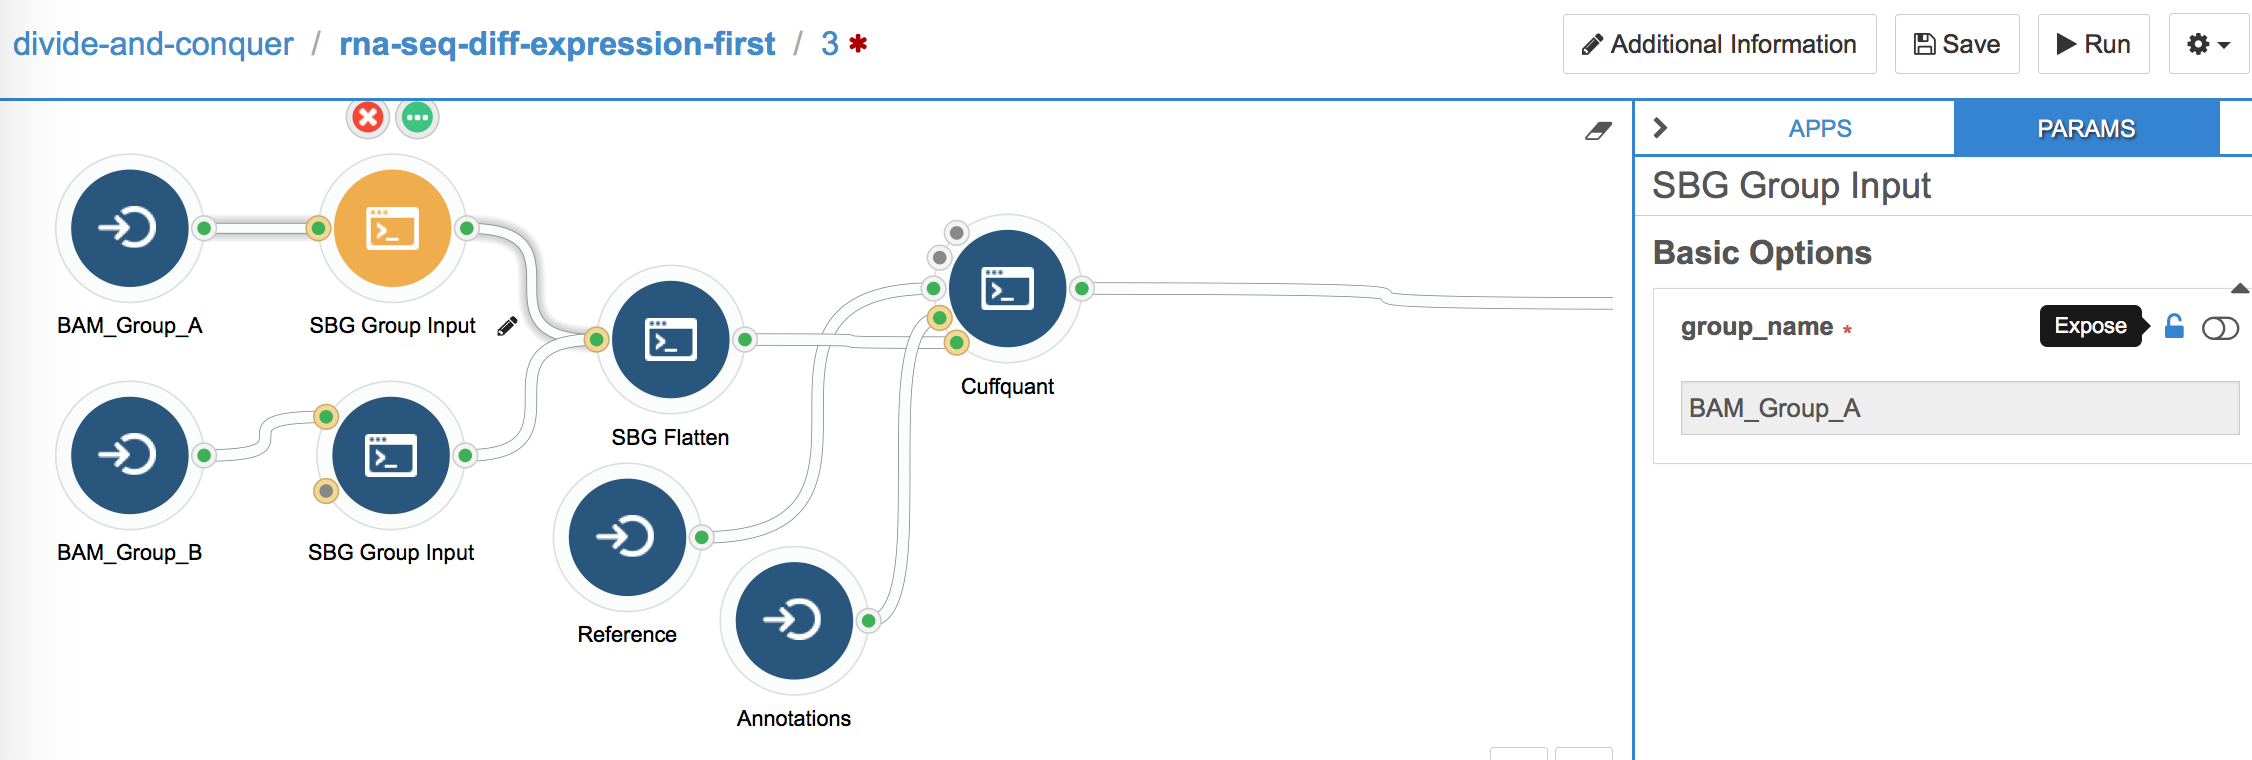 divide-and-conquer / rna-seq-diff-expression-first / 3 *
Additional Information
Save
Run
APPS
PARAMS
SBG Group Input
Basic Options
group_name *
Expose
BAM_Group_A
BAM_Group_A
SBG Group Input
BAM_Group_B
SBG Group Input
SBG Flatten
Cuffquant
Reference
Annotations